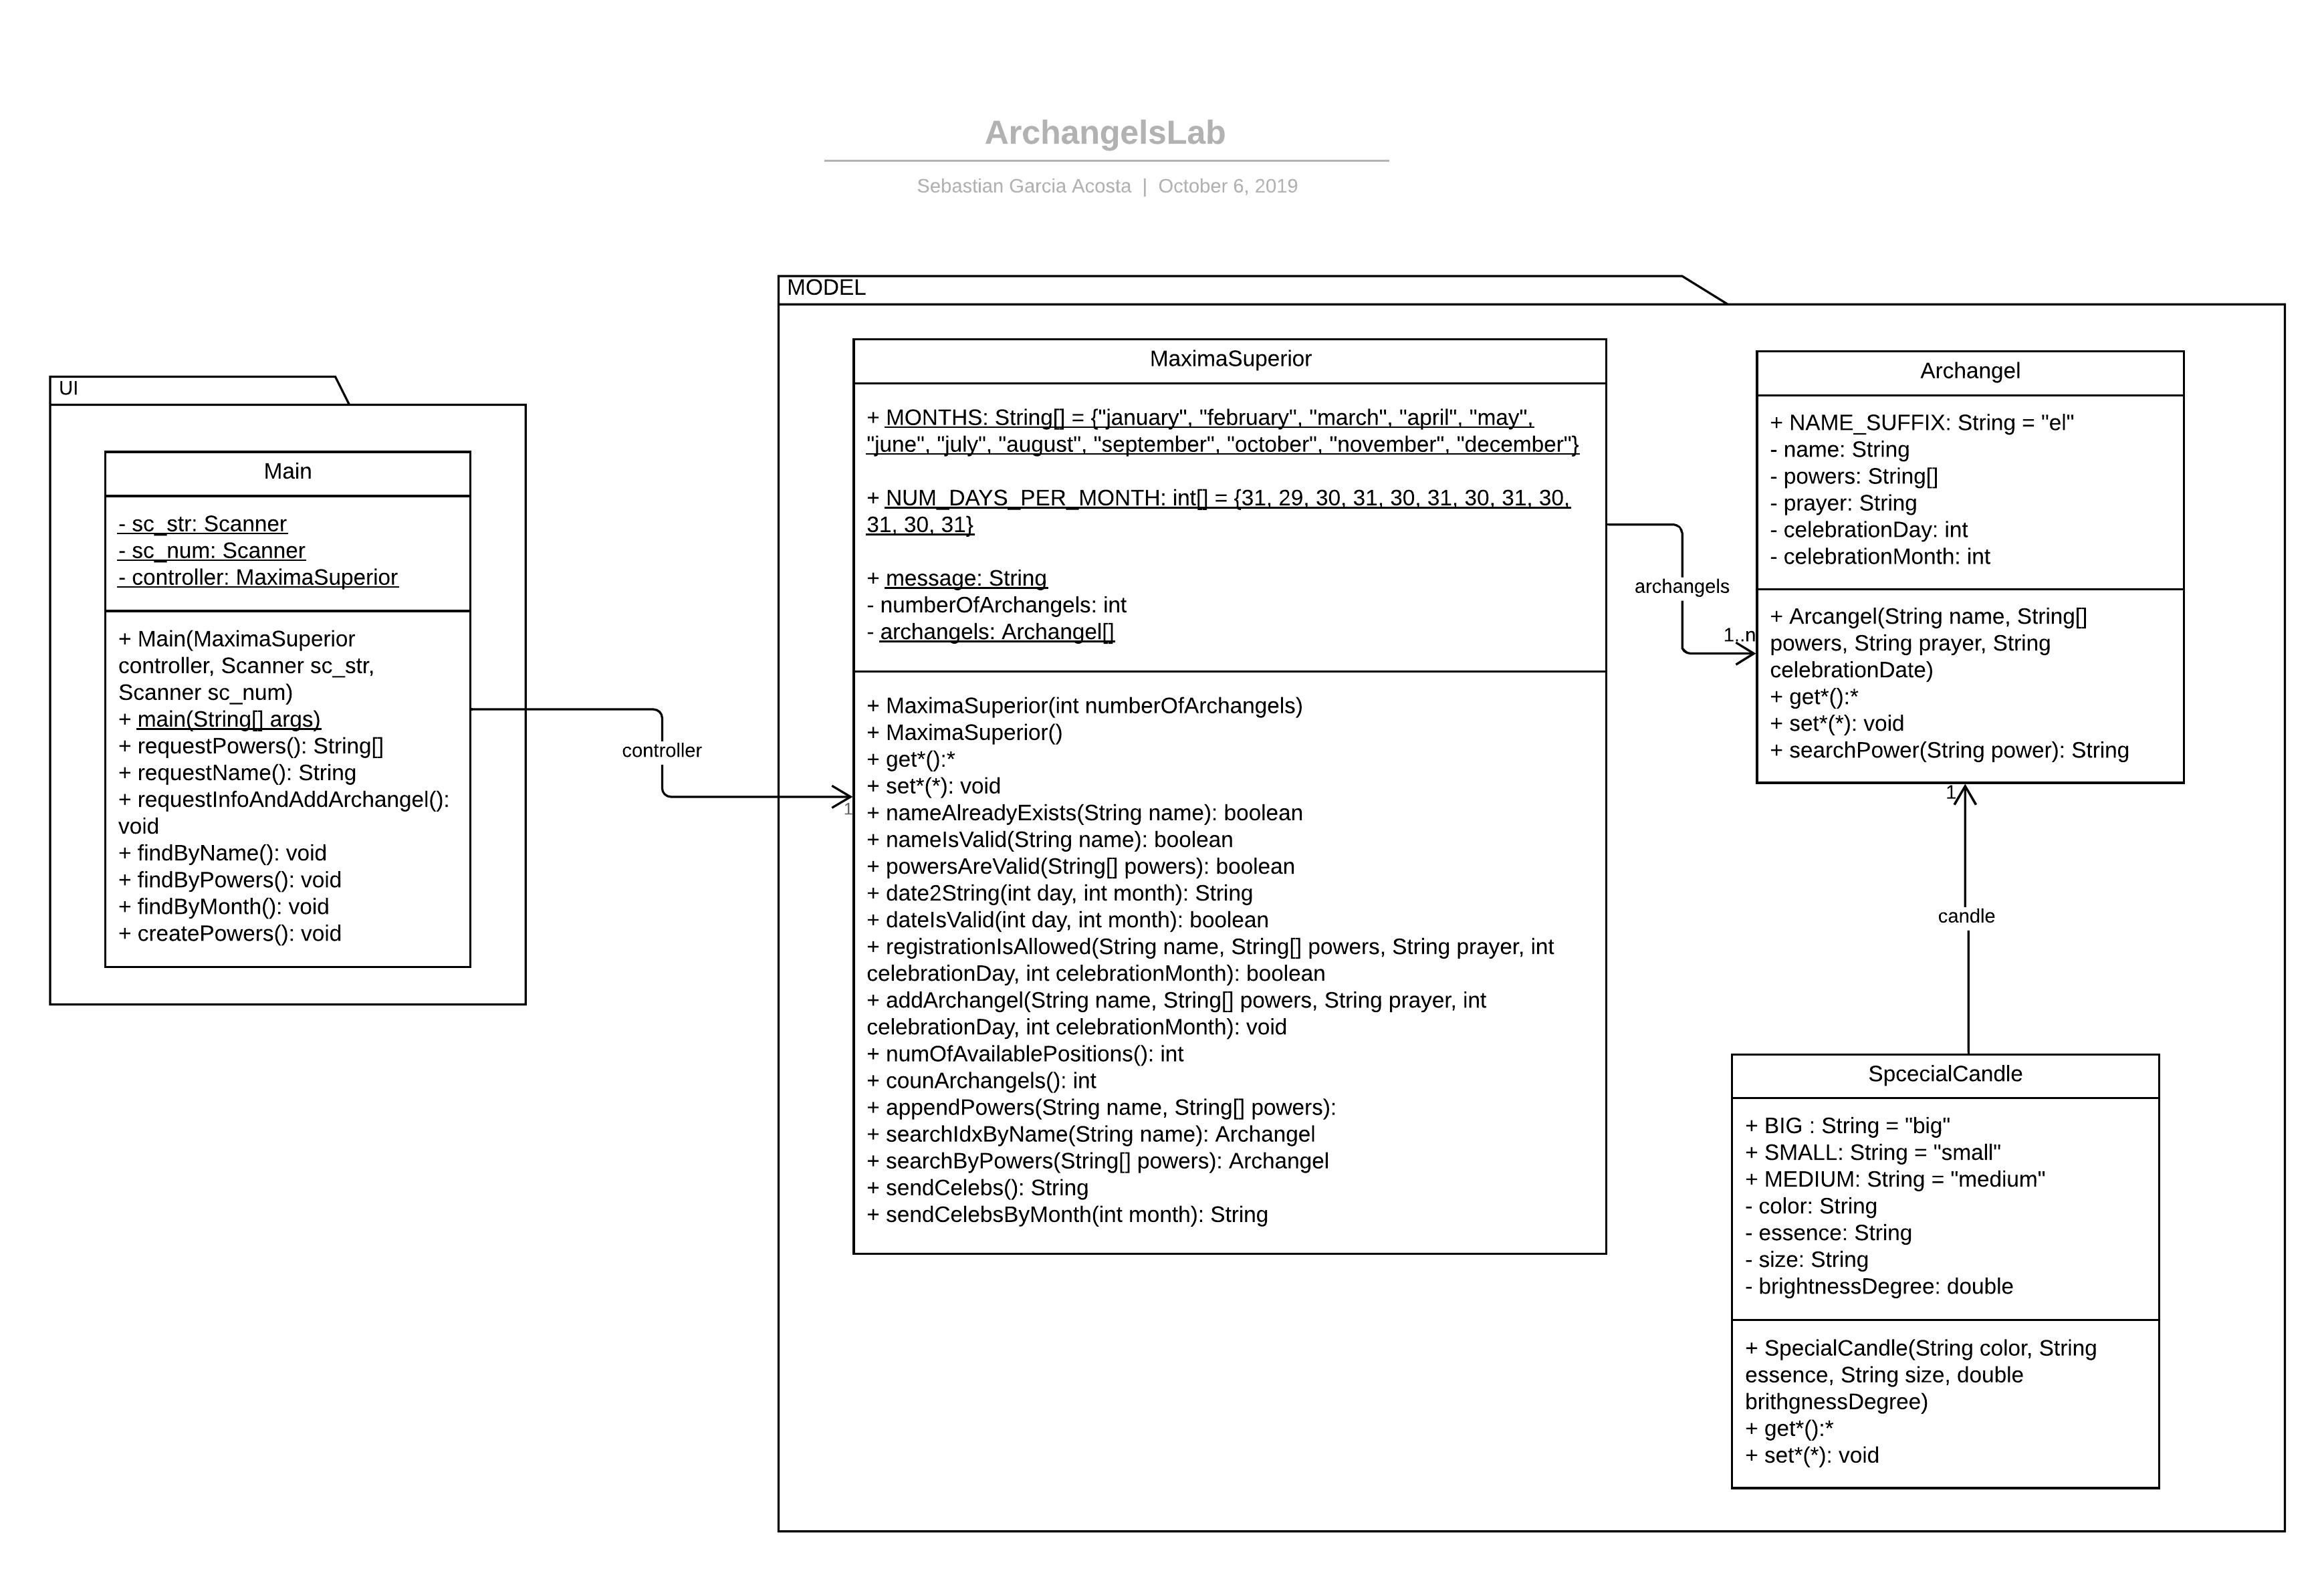 ArchangelsLab
Sebastian Garcia Acosta | October 6, 2019
UI
Main
- sc_str: Scanner
- sc_num: Scanner
- controller: MaximaSuperior
+ Main(MaximaSuperior
controller, Scanner sc_str,
Scanner sc_num)
+ main(String[] args)
+ requestPowers(): String[]
+ requestName(): String
+ requestInfoAndAddArchangel():
void
+ findByName(): void
+ findByPowers(): void
+ findByMonth(): void
+ createPowers(): void
controller
1
MODEL
MaximaSuperior
+ MONTHS: String[] = {"january", "february", "march", "april", "may",
"june", "july", "august", "september", "october", "november", "december"}
+ NUM_DAYS_PER_MONTH: int[] = {31, 29, 30, 31, 30, 31, 30, 31, 30,
31, 30, 31}
+ message: String
- numberOfArchangels: int
- archangels: Archangel[]
+ MaximaSuperior(int numberOfArchangels)
+ MaximaSuperior()
+ get*():*
+ set*(*): void
+ nameAlreadyExists(String name): boolean
+ nameIsValid(String name): boolean
+ powersAreValid(String[] powers): boolean
+ date2String(int day, int month): String
+ dateIsValid(int day, int month): boolean
+ registrationIsAllowed(String name, String[] powers, String prayer, int
celebrationDay, int celebrationMonth): boolean
+ addArchangel(String name, String[] powers, String prayer, int
celebrationDay, int celebrationMonth): void
+ numOfAvailablePositions(): int
+ counArchangels(): int
+ appendPowers(String name, String[] powers):
+ searchIdxByName(String name): Archangel
+ searchByPowers(String[] powers): Archangel
+ sendCelebs(): String
+ sendCelebsByMonth(int month): String
archangels
1..n
Archangel
+ NAME_SUFFIX: String = "el"
- name: String
- powers: String[]
- prayer: String
- celebrationDay: int
- celebrationMonth: int
+ Arcangel(String name, String[]
powers, String prayer, String
celebrationDate)
+ get*():*
+ set*(*): void
+ searchPower(String power): String
1
candle
SpcecialCandle
+ BIG : String = "big"
+ SMALL: String = "small"
+ MEDIUM: String = "medium"
- color: String
- essence: String
- size: String
- brightnessDegree: double
+ SpecialCandle(String color, String
essence, String size, double
brithgnessDegree)
+ get*():*
+ set*(*): void